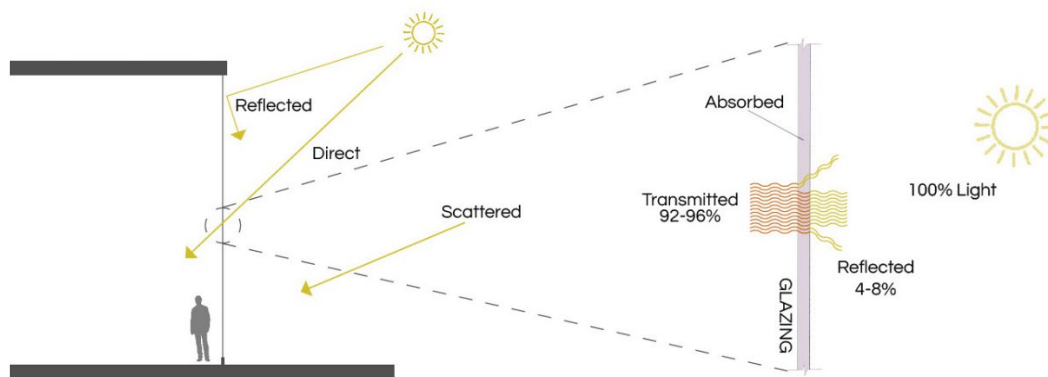 Reflected
Direct
Scattered
Absorbed
Transmitted
92-96%
100% Light
Reflected
4-8%
GLAZING